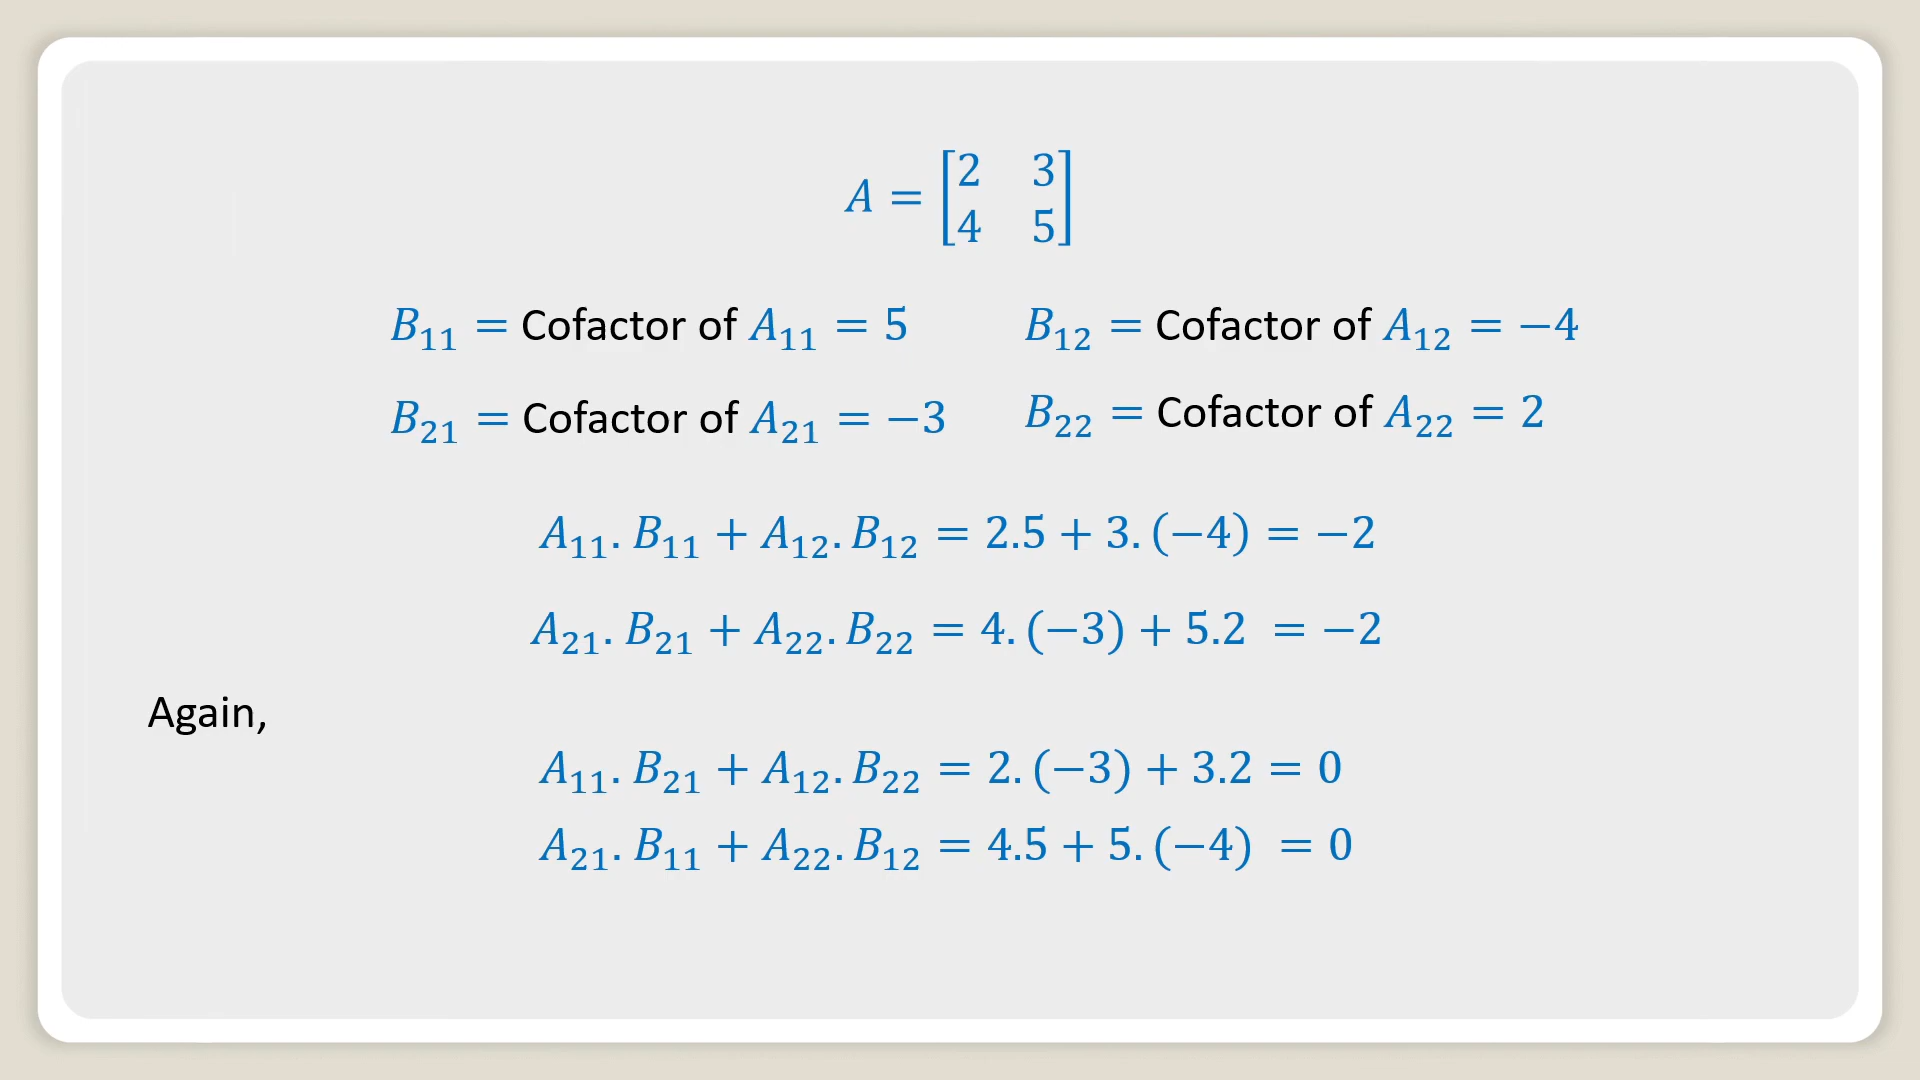 A = [2 3
4 5]
B₁₁ = Cofactor of A₁₁ = 5 B₁₂ = Cofactor of A₁₂ = −4
B₂₁ = Cofactor of A₂₁ = −3 B₂₂ = Cofactor of A₂₂ = 2
A₁₁. B₁₁ + A₁₂. B₁₂ = 2.5 + 3. (−4) = −2
A₂₁. B₂₁ + A₂₂. B₂₂ = 4. (−3) + 5.2 = −2
Again,
A₁₁. B₂₁ + A₁₂. B₂₂ = 2. (−3) + 3.2 = 0
A₂₁. B₁₁ + A₂₂. B₁₂ = 4.5 + 5. (−4) = 0